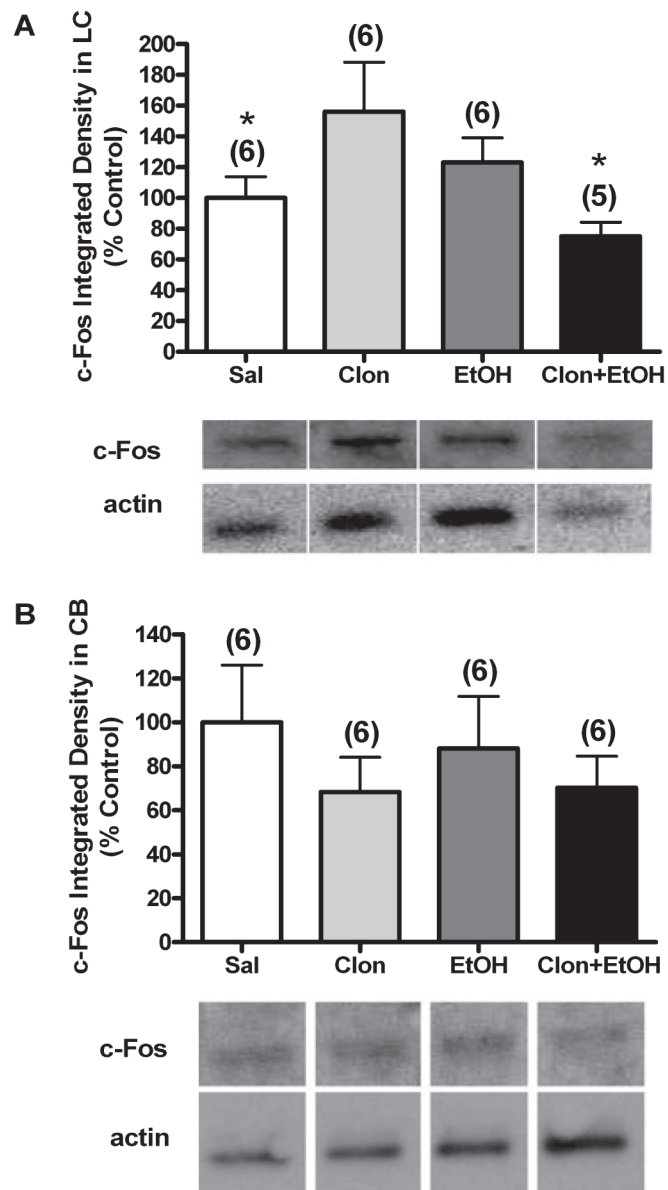 A
c-Fos Integrated Density in LC
(% Control)
200
180
160
140
120
100
80
60
40
20
0
*
(6)
(6)
(6)
*
(5)
Sal Clon EtOH Clon+EtOH
c-Fos
actin
B
c-Fos Integrated Density in CB
(% Control)
140
120
100
80
60
40
20
0
(6)
(6)
(6)
(6)
Sal Clon EtOH Clon+EtOH
c-Fos
actin